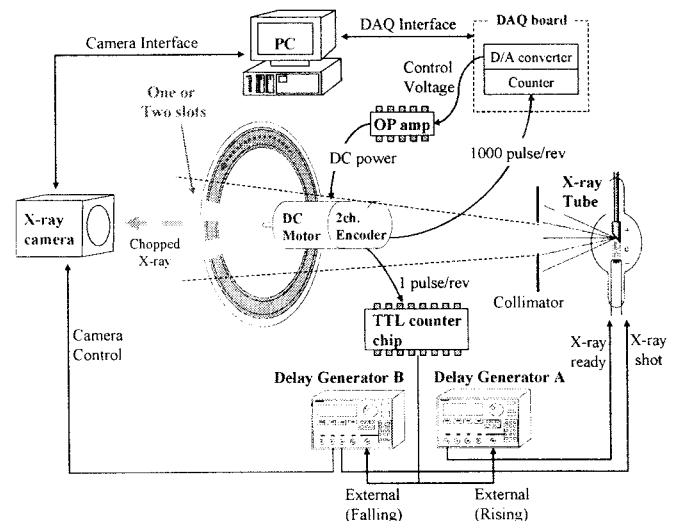 Camera Interface
PC
DAQ Interface
DAQ board
D/A converter
Counter
Control
Voltage
OP amp
DC power
1000 pulse/rev
One or
Two slots
X-ray
camera
Chopped
X-ray
DC
Motor
2ch.
Encoder
X-ray
Tube
Collimator
1 pulse/rev
TTL counter
chip
Camera
Control
X-ray
ready
X-ray
shot
Delay Generator B
Delay Generator A
External
(Falling)
External
(Rising)